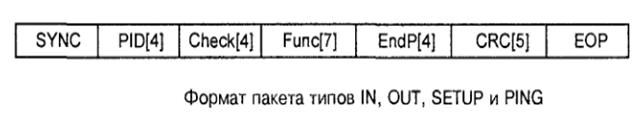 SYNC PID[4] Check[4] Func[7] EndP[4] CRC[5] EOP
Формат пакета типов IN, OUT, SETUP и PING